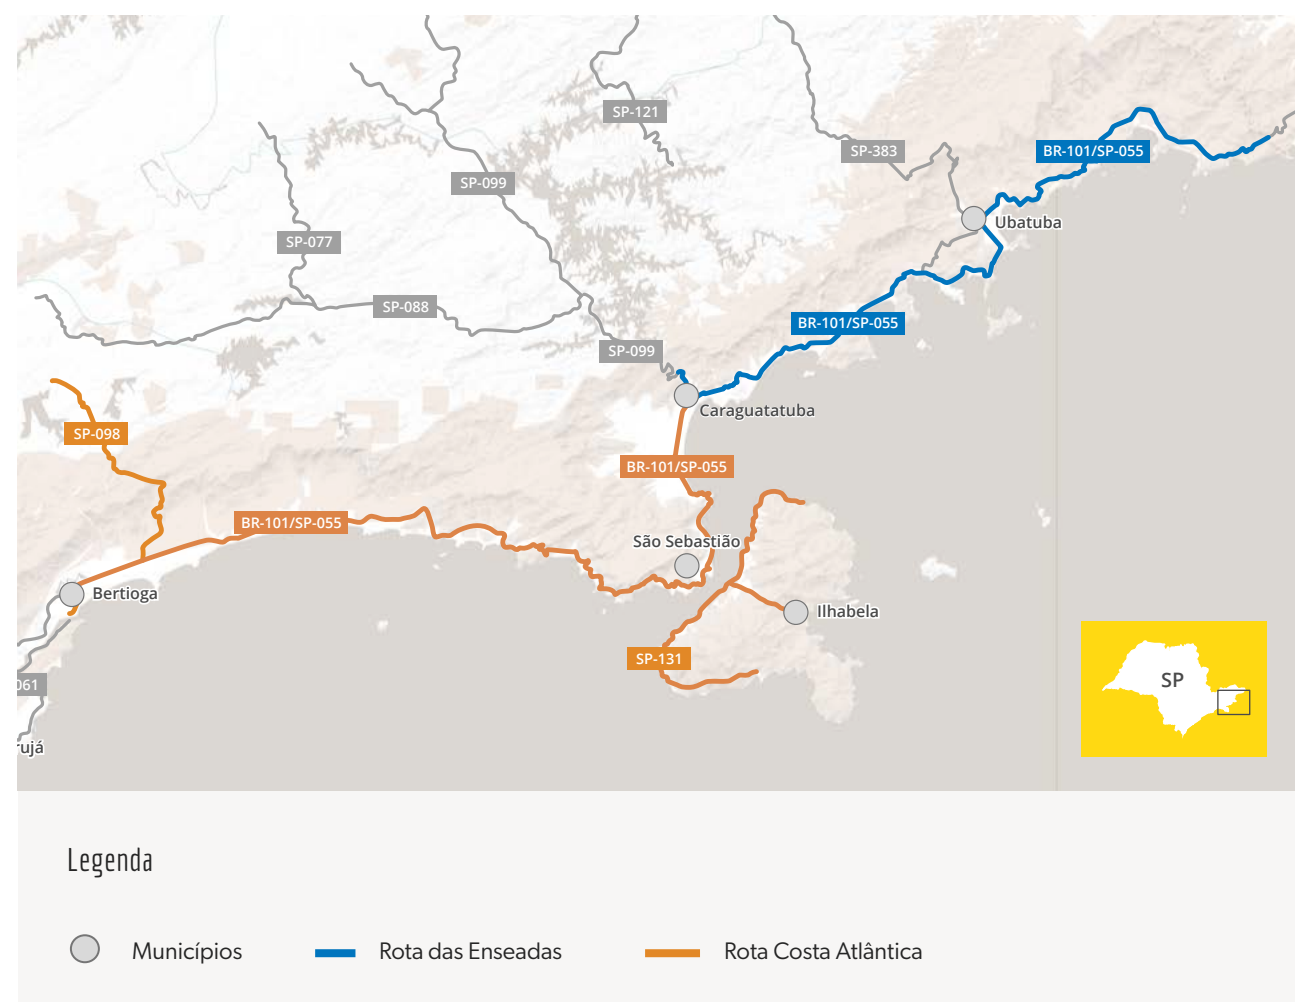 SP-121
SP-383
BR-101/SP-055
SP-099
Ubatuba
SP-077
SP-088
BR-101/SP-055
SP-099
Caraguatatuba
SP-098
BR-101/SP-055
BR-101/SP-055
São Sebastião
Bertioga
Ilhabela
SP-131
061
SP
rujá
Legenda
Municípios
Rota das Enseadas
Rota Costa Atlântica